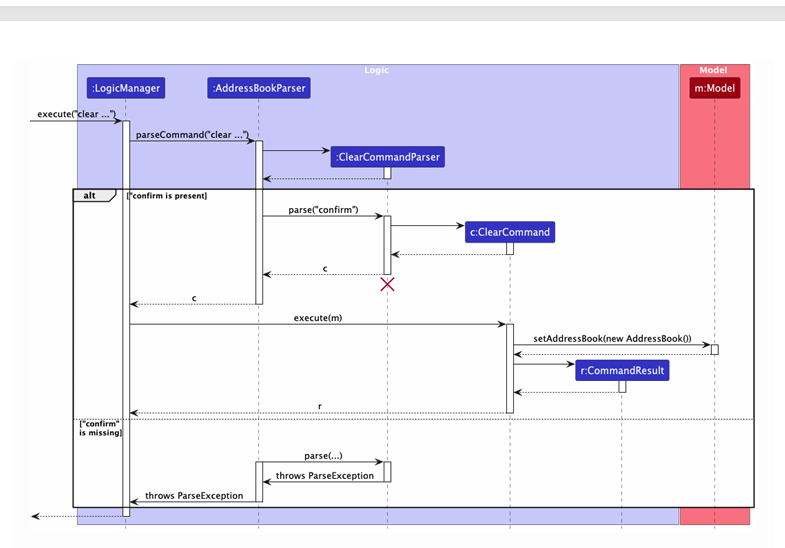 Logic
Model
:LogicManager
:AddressBookParser
m:Model
execute("clear ...")
parseCommand("clear ...")
:ClearCommandParser
alt
["confirm is present]
parse("confirm")
c:ClearCommand
c
c
execute(m)
setAddressBook(new AddressBook())
r:CommandResult
r
["confirm"
is missing]
parse(...)
throws ParseException
throws ParseException